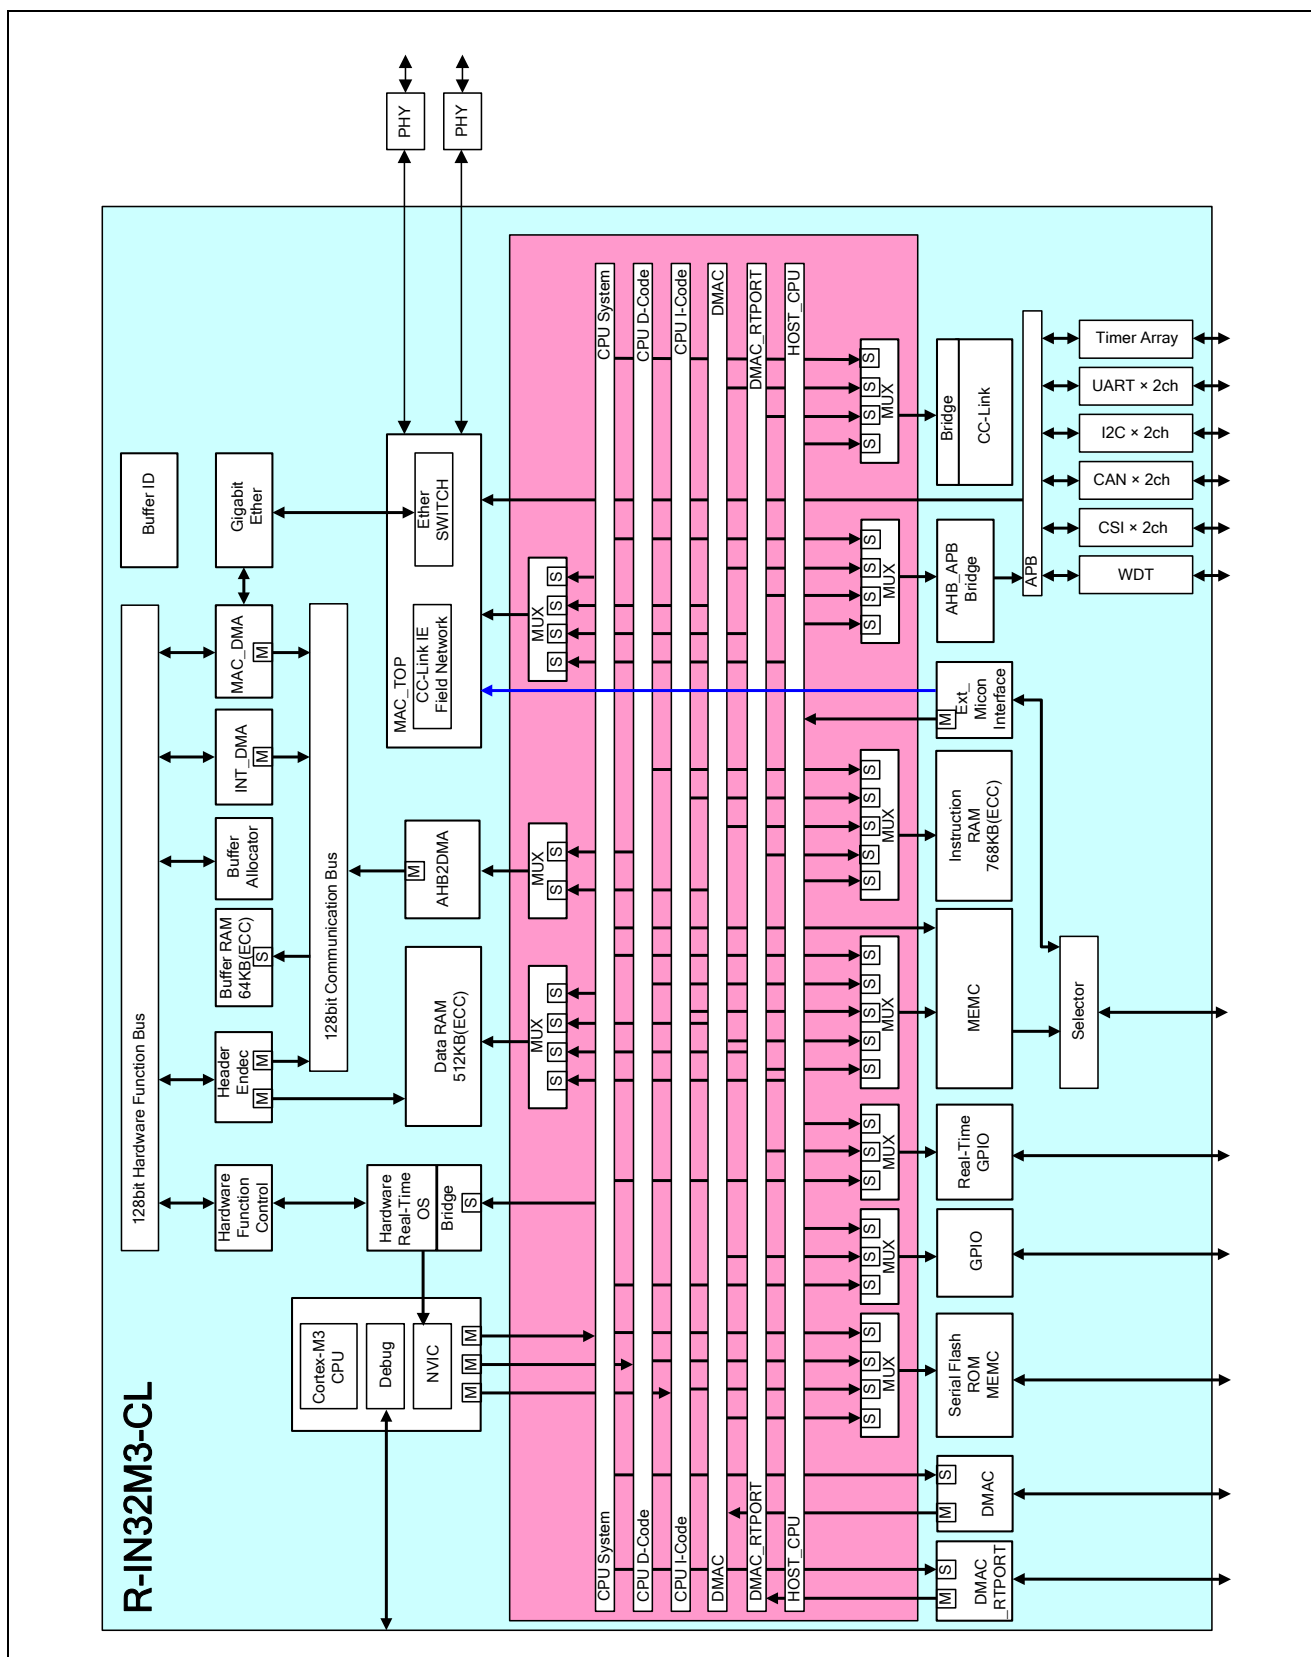 R-IN32M3-CL
128bit Hardware Function Bus
Buffer ID
Hardware
Function
Control
Header
Endec
M
M
Buffer RAM
64KB(ECC)
S
Buffer
Allocator
INT_DMA
M
MAC_DMA
M
Gigabit
Ether
128bit Communication Bus
Cortex-M3
CPU
Debug
NVIC
M
M
M
Hardware
Real-Time
OS
Bridge
S
Data RAM
512KB(ECC)
AHB2DMA
M
MAC_TOP
CC-Link IE
Field Network
Ether
SWITCH
PHY
PHY
MUX
S
S
S
S
MUX
S
S
MUX
S
S
S
S
CPU System
CPU System
CPU D-Code
CPU D-Code
CPU I-Code
CPU I-Code
DMAC
DMAC
DMAC_RTPORT
DMAC_RTPORT
HOST_CPU
HOST_CPU
S
S
S
S
MUX
S
S
S
MUX
S
S
S
MUX
S
S
S
S
S
MUX
S
S
S
S
S
MUX
S
S
S
S
MUX
S
S
S
S
MUX
M
S
DMAC
_RTPORT
M
S
DMAC
Serial Flash
ROM
MEMC
GPIO
Real-Time
GPIO
MEMC
Instruction
RAM
768KB(ECC)
M
Ext_
Micon
Interface
AHB_APB
Bridge
Bridge
CC-Link
Selector
APB
Timer Array
UART × 2ch
I2C × 2ch
CAN × 2ch
CSI × 2ch
WDT